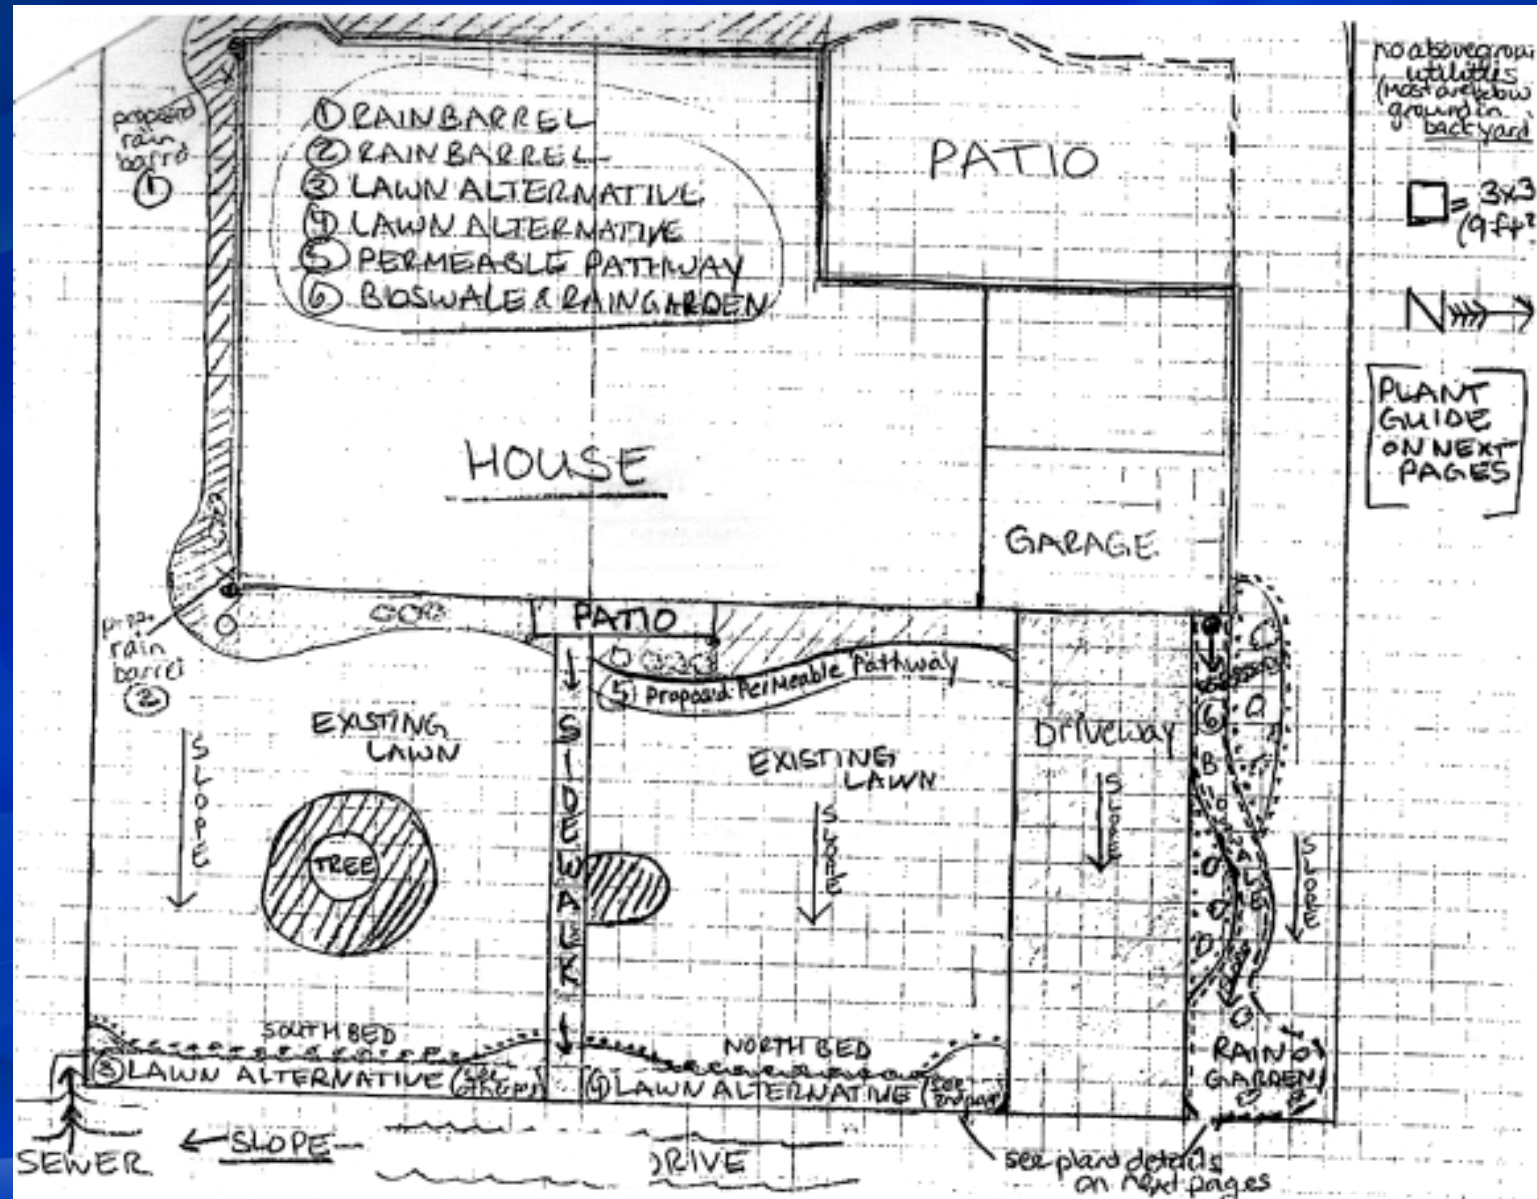 ① RAINBARREL
② RAINBARREL
③ LAWN ALTERNATIVE
④ LAWN ALTERNATIVE
⑤ PERMEABLE PATHWAY
⑥ BIOSWALE & RAINGARDEN
proposed
rain
barrel
①
PATIO
no abovegroun
utilities
(most are below
ground in
backyard
= 3x3
(9 ft²
N
PLANT
GUIDE
ON NEXT
PAGES
HOUSE
GARAGE
PATIO
rain
barrel
②
⑤ Proposed Permeable Pathway
EXISTING
LAWN
SLOPE
TREE
SIDEWALK
EXISTING
LAWN
SLOPE
Driveway
SLOPE
⑥
BIOSWALE
SLOPE
RAIN
GARDEN
SOUTH BED
③ LAWN ALTERNATIVE
NORTH BED
④ LAWN ALTERNATIVE (see 2nd page)
SEWER
SLOPE
DRIVE
see plant details
on next pages